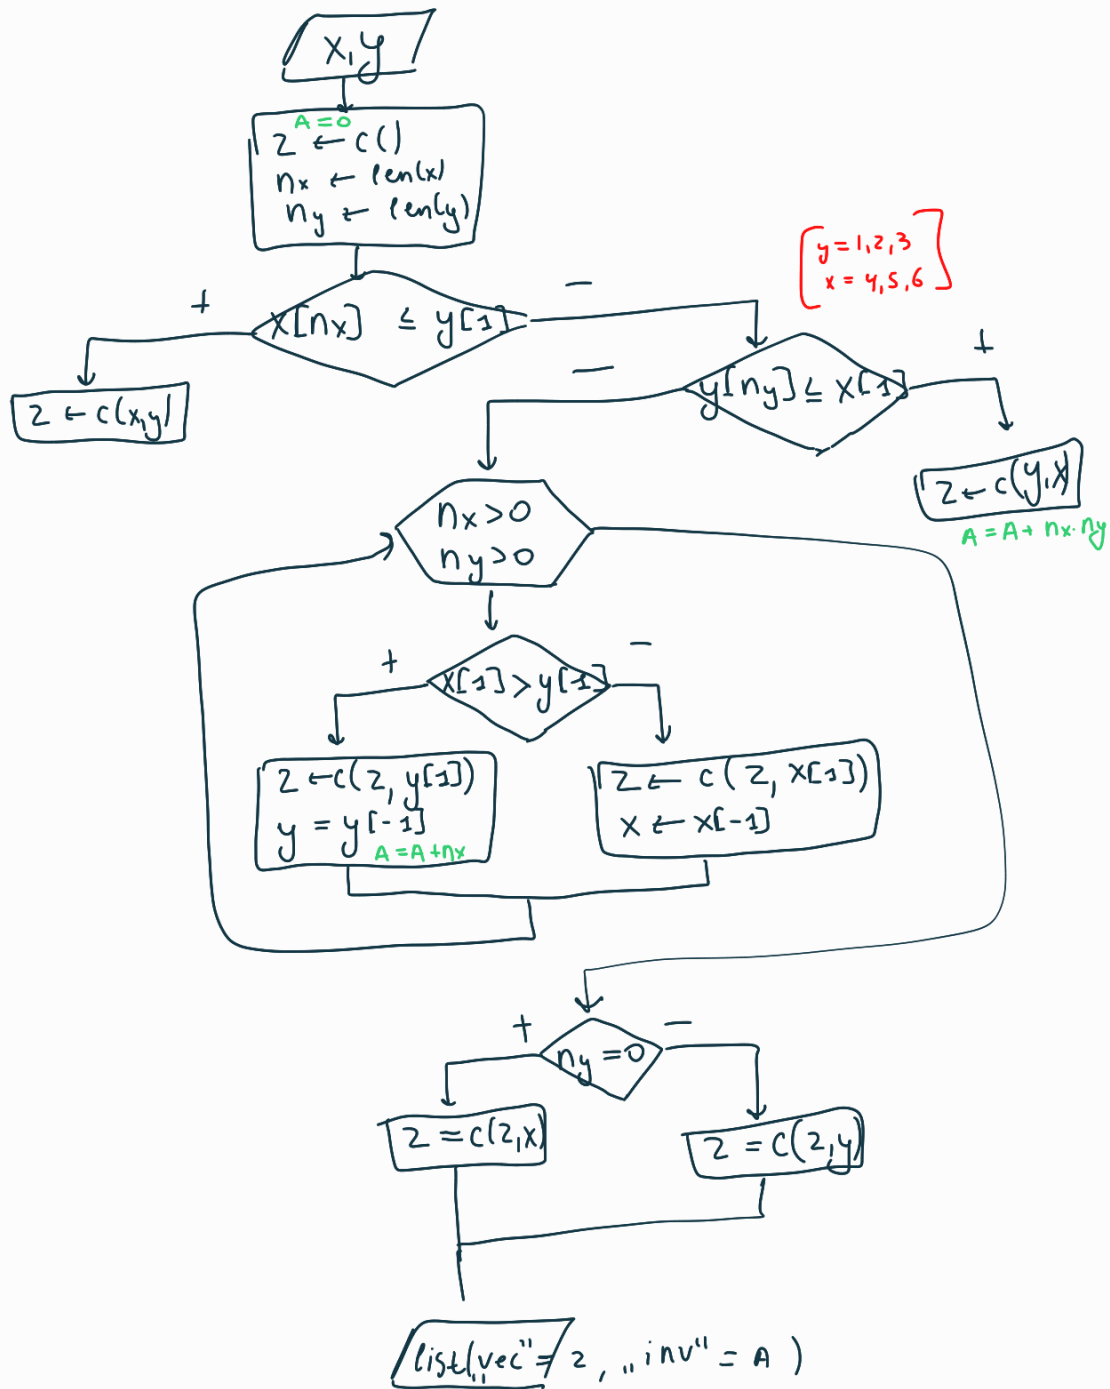 x,y
A=0
z ← c()
nx ← len(x)
ny ← len(y)
y=1,2,3
x = 4,5,6
+
x[nx] ≤ y[1]
−
z ← c(x,y)
−
y[ny] ≤ x[1]
+
z ← c(y,x)
A = A + nx·ny
nx>0
ny>0
+
x[1]>y[1]
−
z ← c(z, y[1])
y = y[-1]
A = A+nx
z ← c(z, x[1])
x ← x[-1]
+
ny=0
−
z = c(z,x)
z = c(z,y)
list(„vec"= z, „inv" = A )